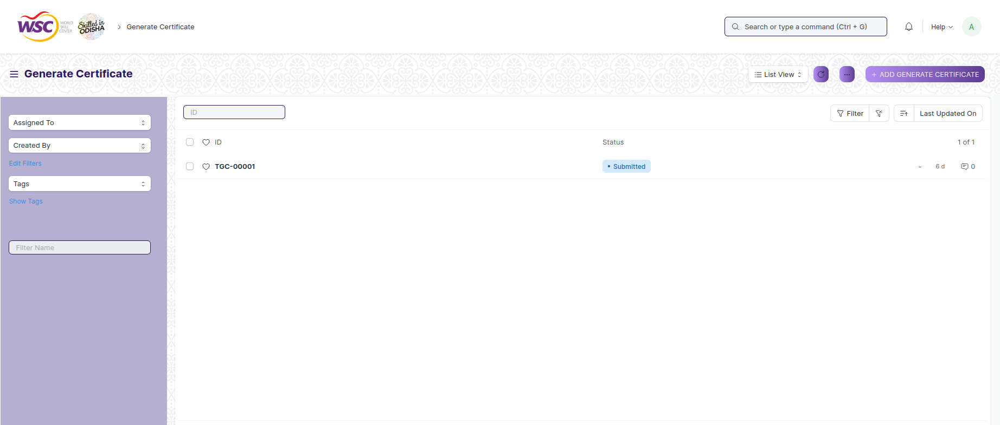 WSC WORLD SKILL CENTER
Skilled in ODISHA
Generate Certificate
Search or type a command (Ctrl + G)
Help
A
Generate Certificate
List View
+ ADD GENERATE CERTIFICATE
Assigned To
Created By
Edit Filters
Tags
Show Tags
Filter Name
ID
Filter
Last Updated On
ID Status 1 of 1
TGC-00001 Submitted - 6 d 0